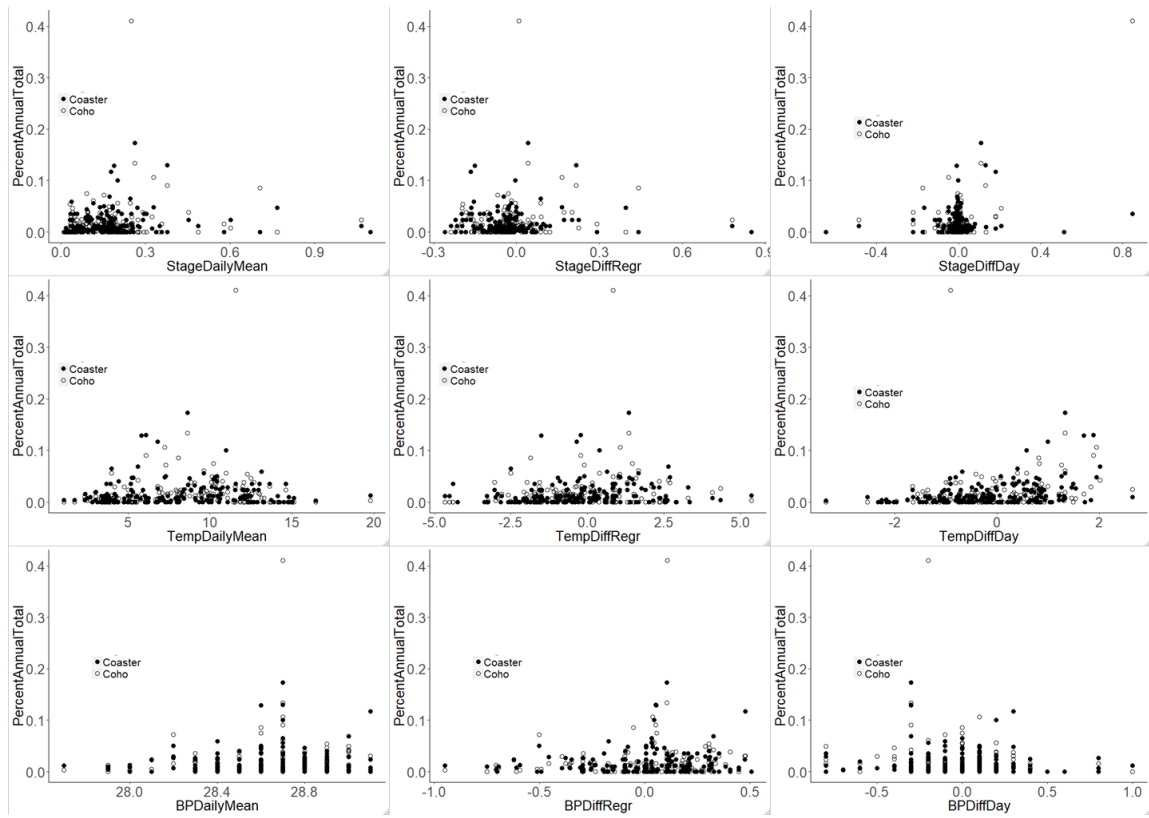 PercentAnnualTotal
0.4
0.3
0.2
0.1
0.0
Coaster
Coho
0.0 0.3 0.6 0.9
StageDailyMean
PercentAnnualTotal
0.4
0.3
0.2
0.1
0.0
Coaster
Coho
-0.3 0.0 0.3 0.6 0.9
StageDiffRegr
PercentAnnualTotal
0.4
0.3
0.2
0.1
0.0
Coaster
Coho
-0.4 0.0 0.4 0.8
StageDiffDay
PercentAnnualTotal
0.4
0.3
0.2
0.1
0.0
Coaster
Coho
5 10 15 20
TempDailyMean
PercentAnnualTotal
0.4
0.3
0.2
0.1
0.0
Coaster
Coho
-5.0 -2.5 0.0 2.5 5.0
TempDiffRegr
PercentAnnualTotal
0.4
0.3
0.2
0.1
0.0
Coaster
Coho
-2 0 2
TempDiffDay
PercentAnnualTotal
0.4
0.3
0.2
0.1
0.0
Coaster
Coho
28.0 28.4 28.8
BPDailyMean
PercentAnnualTotal
0.4
0.3
0.2
0.1
0.0
Coaster
Coho
-1.0 -0.5 0.0 0.5
BPDiffRegr
PercentAnnualTotal
0.4
0.3
0.2
0.1
0.0
Coaster
Coho
-0.5 0.0 0.5 1.0
BPDiffDay